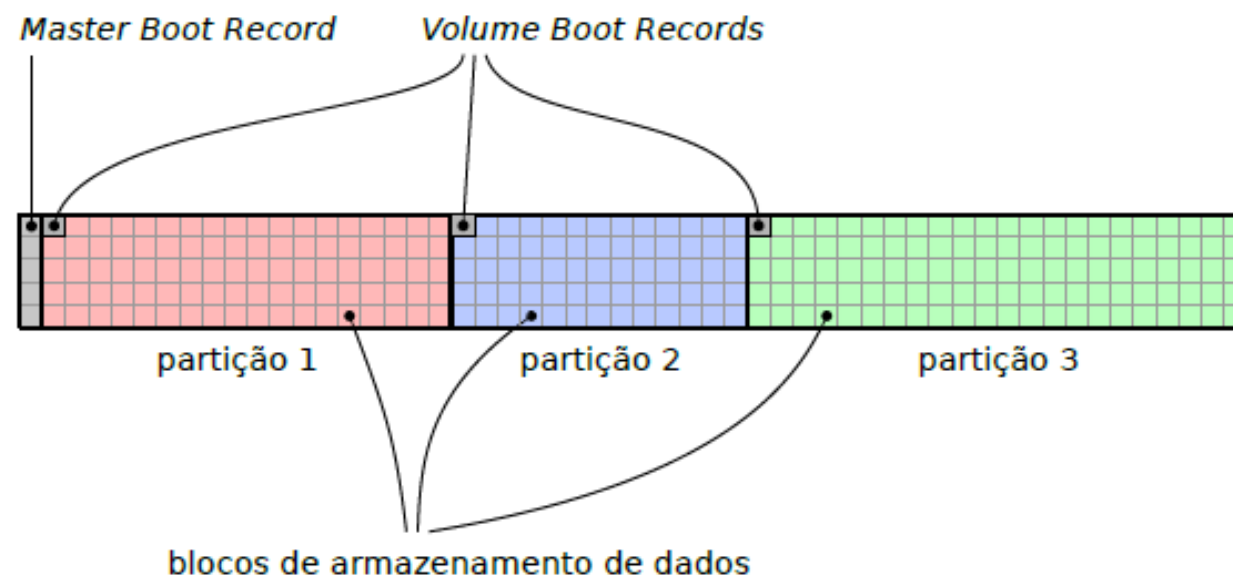 Master Boot Record
Volume Boot Records
partição 1
partição 2
partição 3
blocos de armazenamento de dados